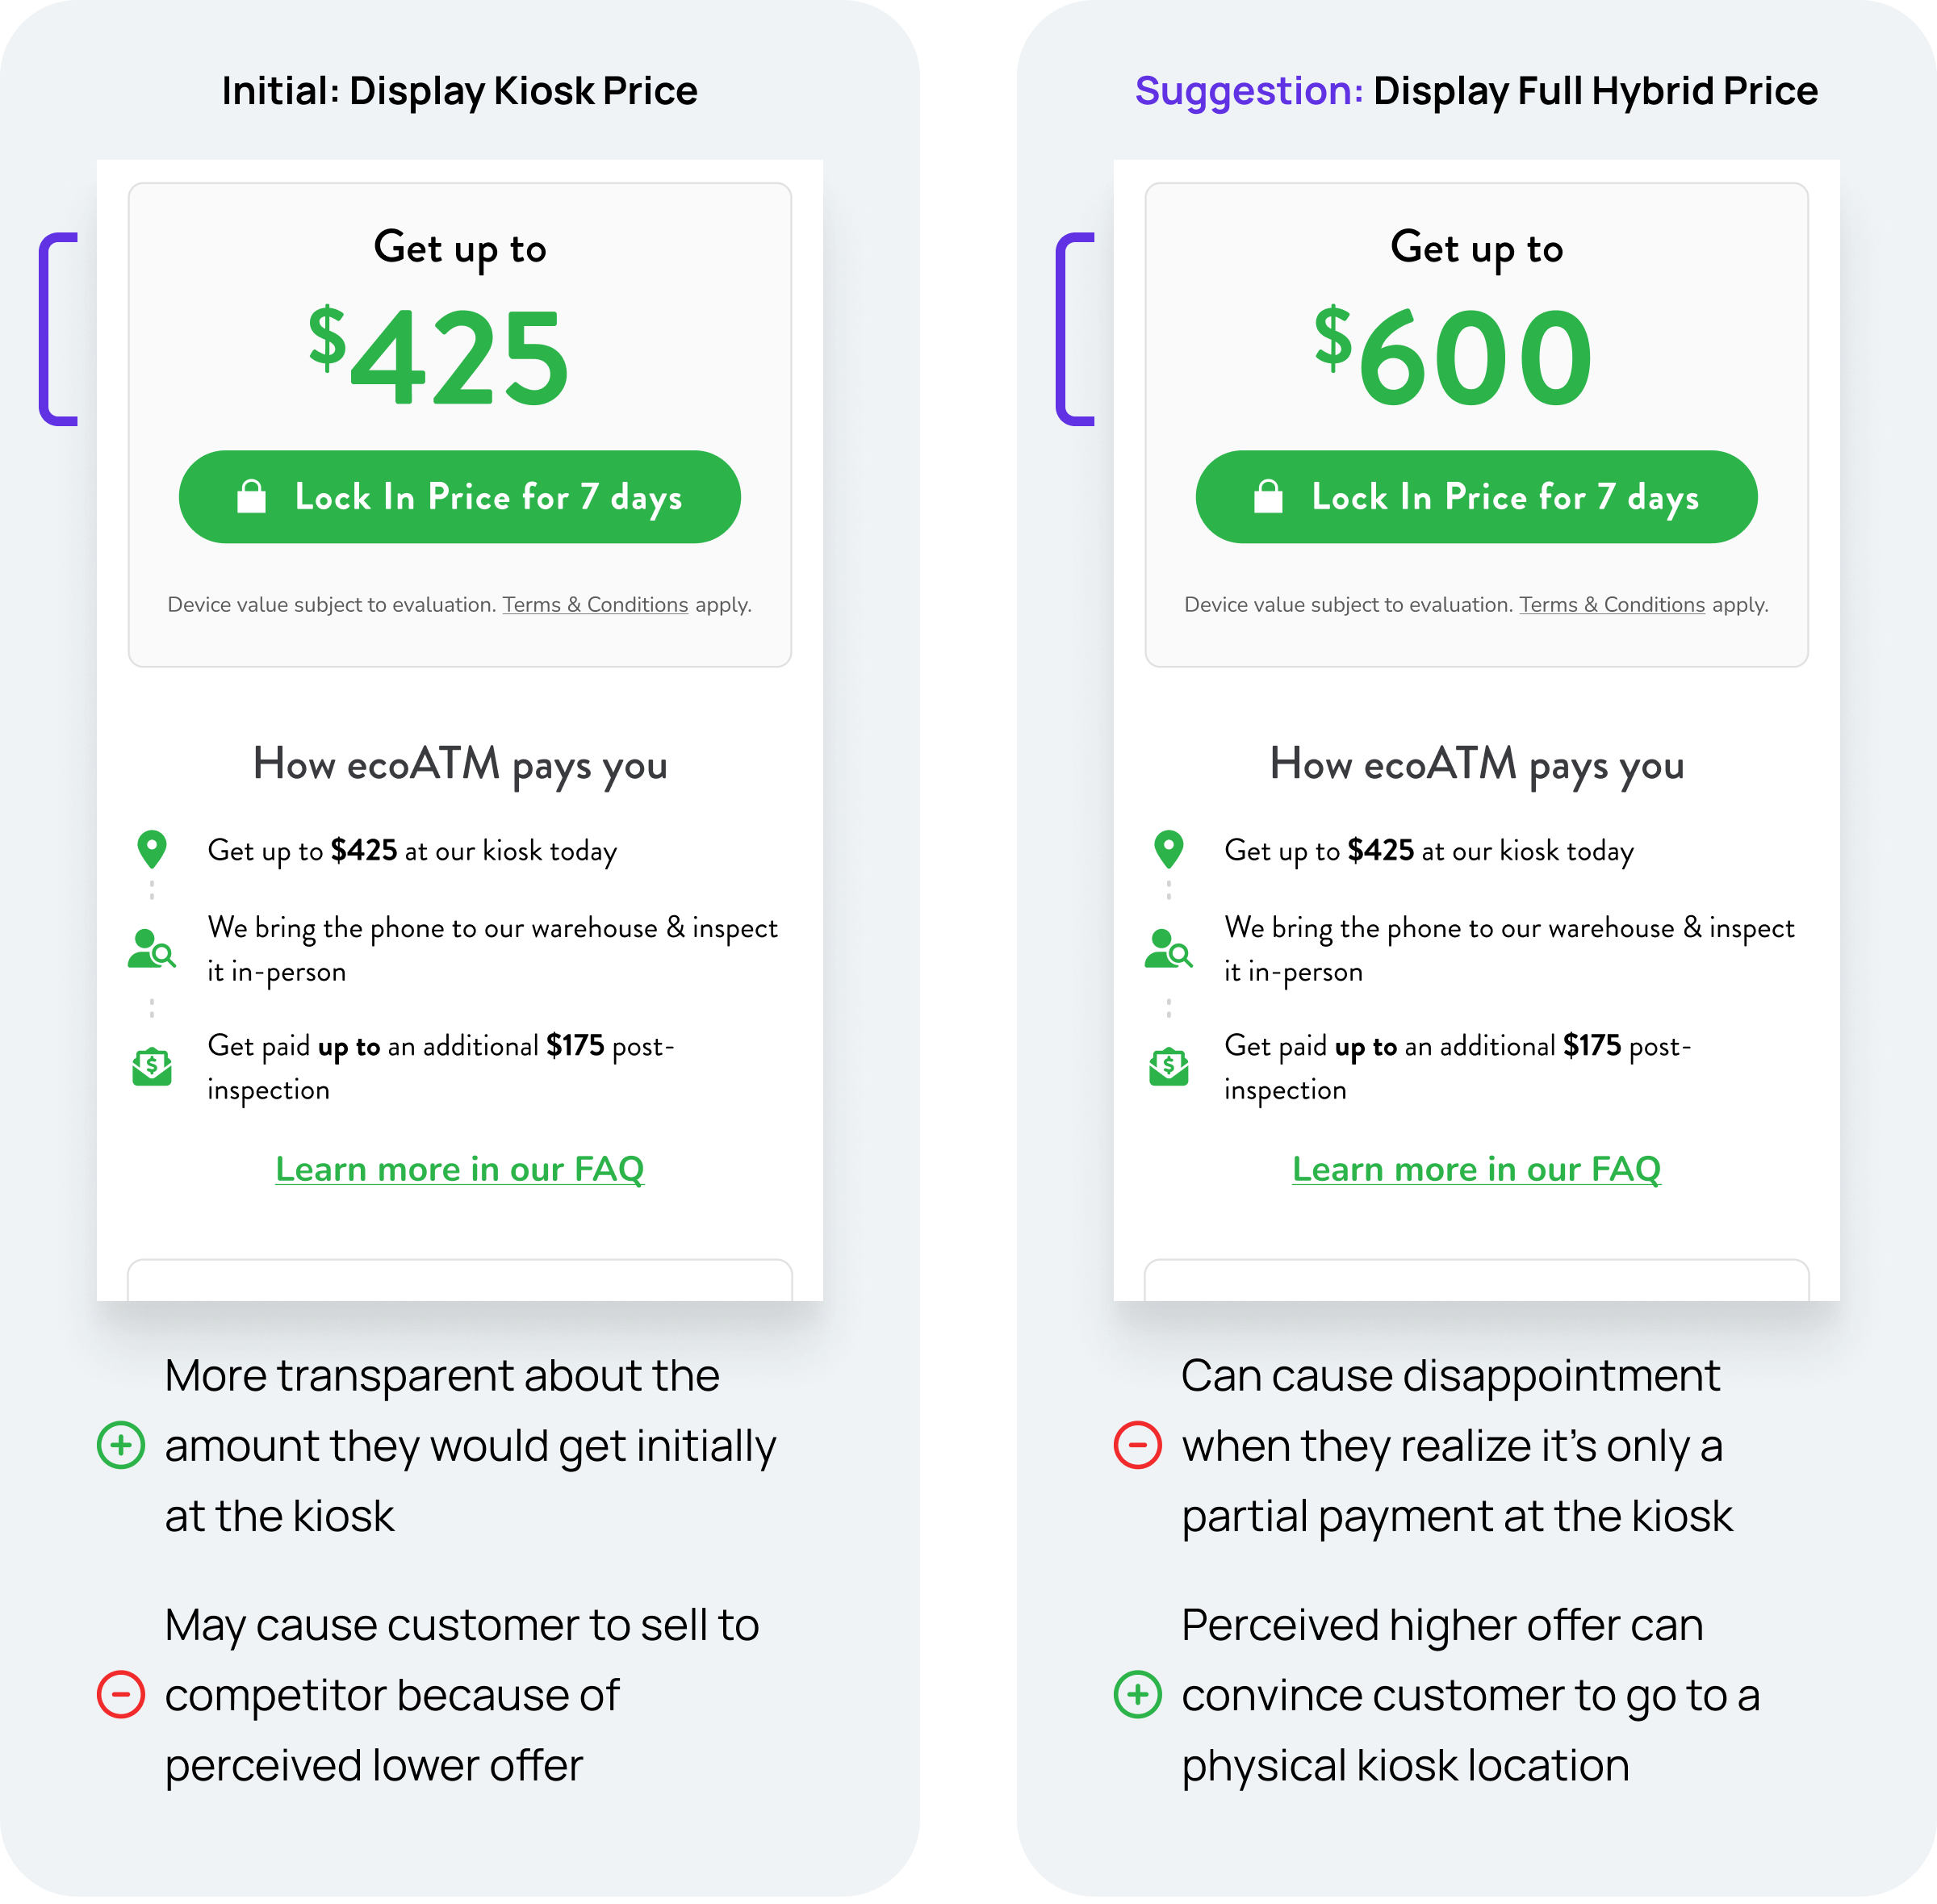 Initial: Display Kiosk Price
Get up to
$425
Lock In Price for 7 days
Device value subject to evaluation. Terms & Conditions apply.
How ecoATM pays you
Get up to $425 at our kiosk today
We bring the phone to our warehouse & inspect
it in-person
Get paid up to an additional $175 post-
inspection
Learn more in our FAQ
More transparent about the
amount they would get initially
at the kiosk
May cause customer to sell to
competitor because of
perceived lower offer
Suggestion: Display Full Hybrid Price
Get up to
$600
Lock In Price for 7 days
Device value subject to evaluation. Terms & Conditions apply.
How ecoATM pays you
Get up to $425 at our kiosk today
We bring the phone to our warehouse & inspect
it in-person
Get paid up to an additional $175 post-
inspection
Learn more in our FAQ
Can cause disappointment
when they realize it’s only a
partial payment at the kiosk
Perceived higher offer can
convince customer to go to a
physical kiosk location